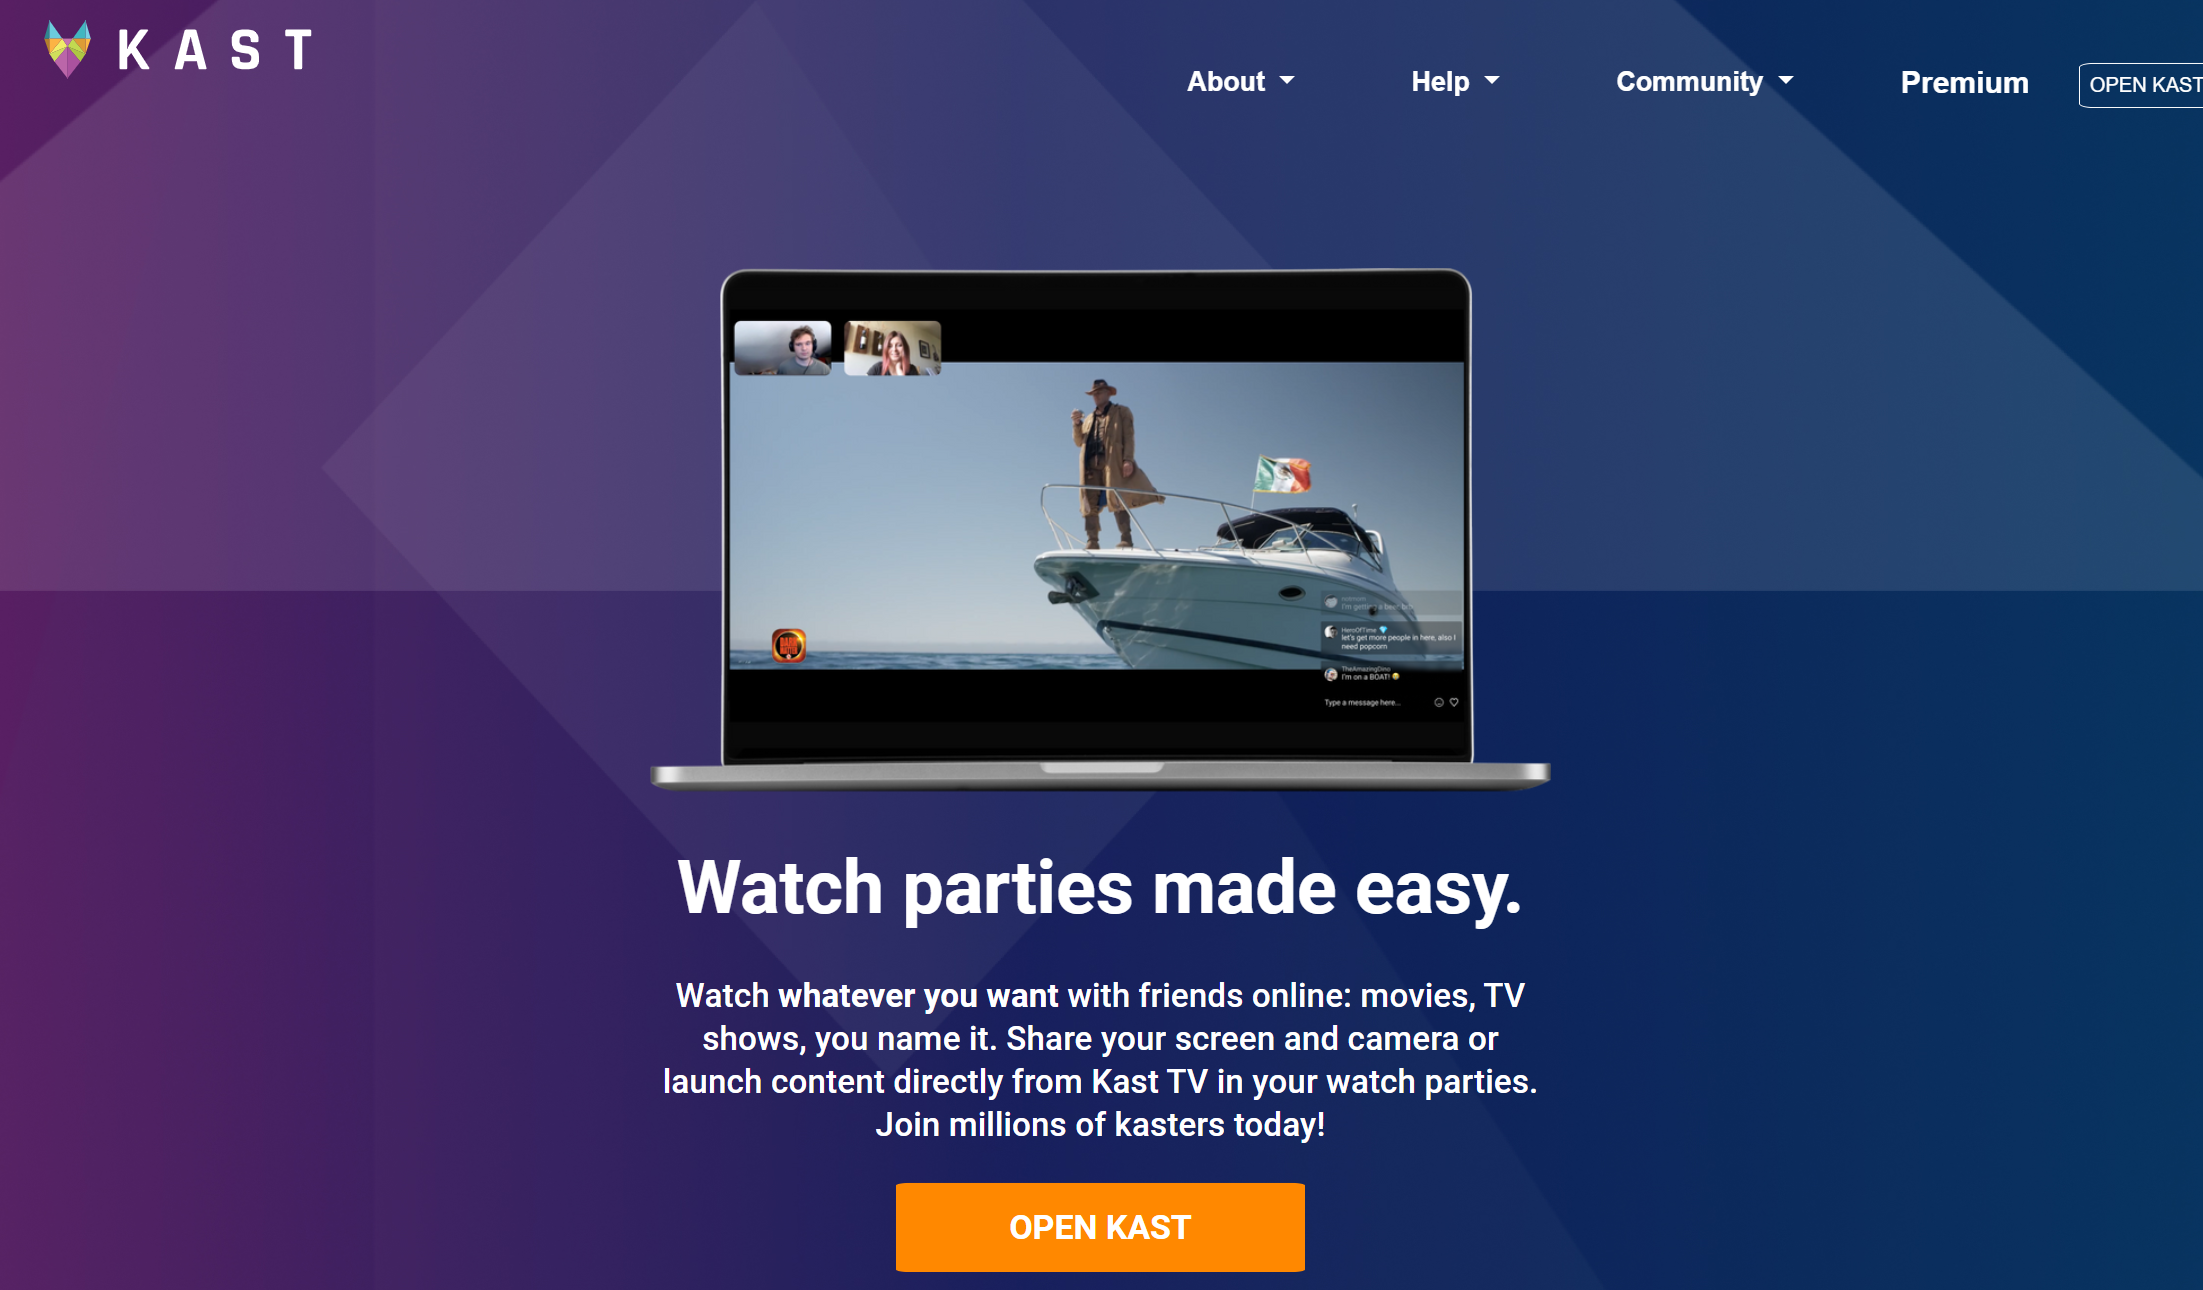 KAST
About
Help
Community
Premium
OPEN KAST
I'm getting a beer brb
HeroOfTime
let's get more people in here, also I
need popcorn
TheAmazingDino
I'm on a BOAT! 😂
Type a message here...
Watch parties made easy.
Watch whatever you want with friends online: movies, TV
shows, you name it. Share your screen and camera or
launch content directly from Kast TV in your watch parties.
Join millions of kasters today!
OPEN KAST